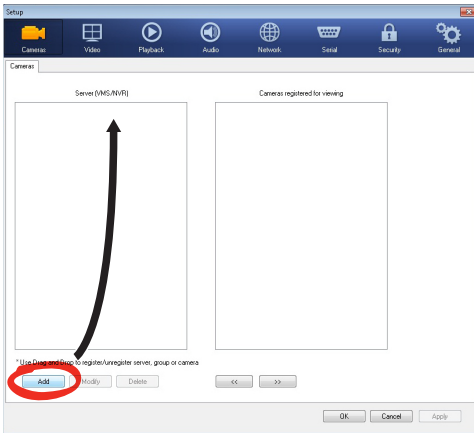 Setup
Cameras Video Playback Audio Network Serial Security General
Cameras
Server (VMS/NVR) Cameras registered for viewing
* Use Drag and Drop to register/unregister server, group or camera
Add Modify Delete << >>
OK Cancel Apply